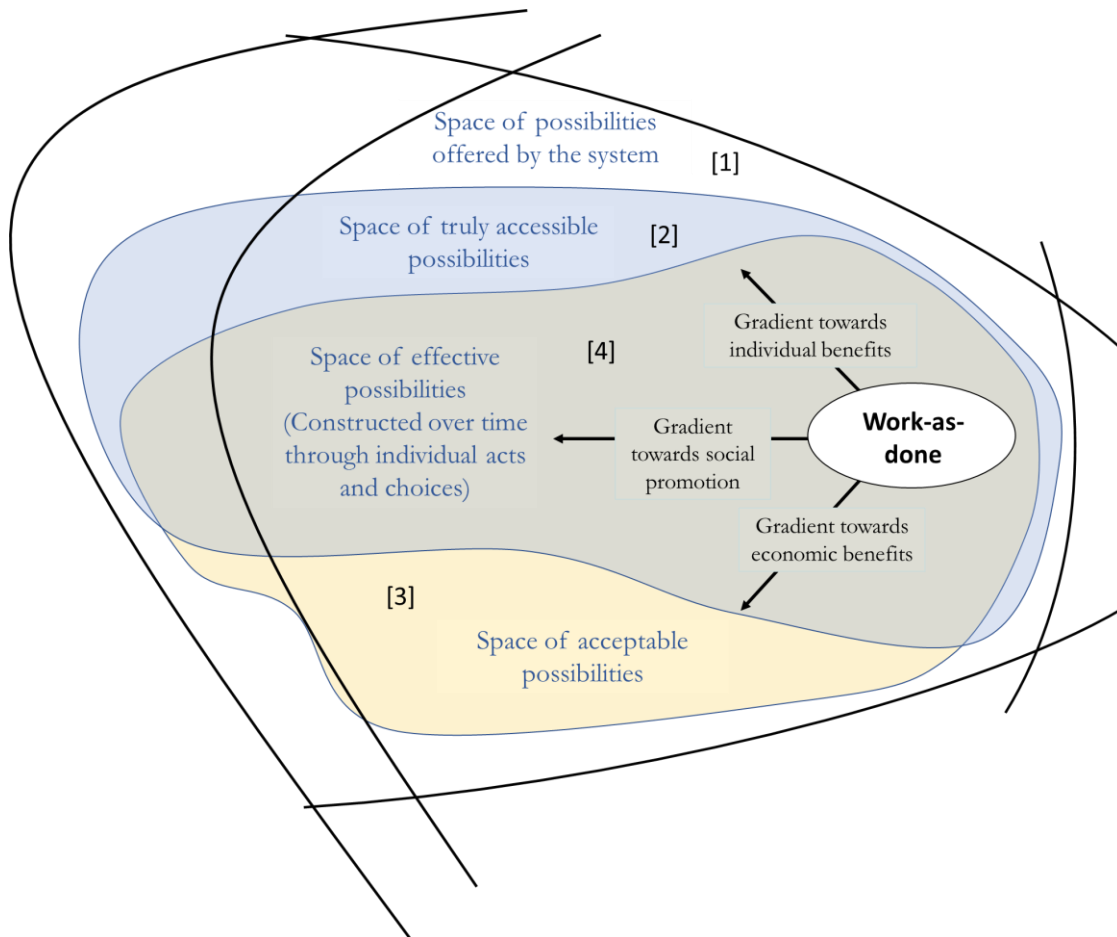 Space of possibilities
offered by the system
[1]
Space of truly accessible
possibilities
[2]
Gradient towards
individual benefits
Space of effective
possibilities
(Constructed over time
through individual acts
and choices)
[4]
Gradient
towards social
promotion
Work-as-
done
Gradient towards
economic benefits
[3]
Space of acceptable
possibilities